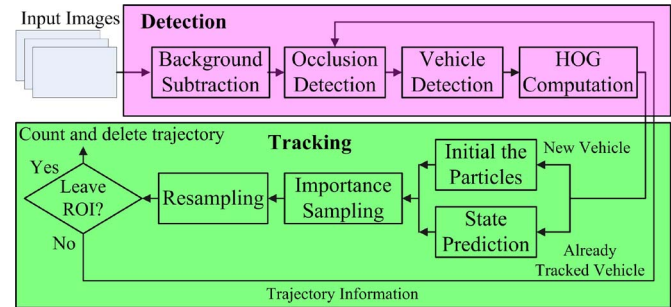 Input Images
Detection
Background
Subtraction
Occlusion
Detection
Vehicle
Detection
HOG
Computation
Count and delete trajectory
Tracking
Yes
Leave
ROI?
No
Resampling
Importance
Sampling
Initial the
Particles
New Vehicle
State
Prediction
Already
Tracked Vehicle
Trajectory Information